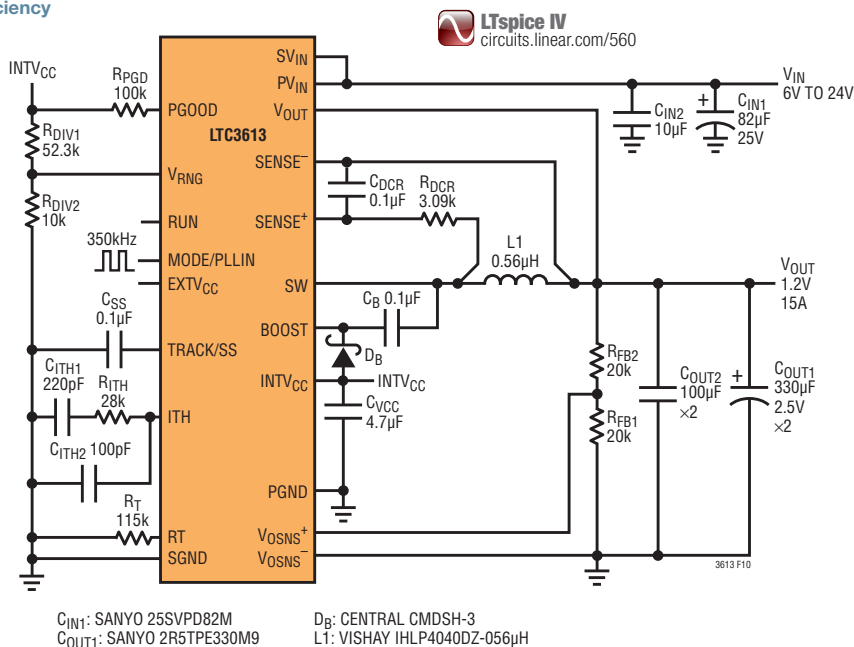 ciency
LTspice IV
circuits.linear.com/560
INTVCC
RPGD
100k
RDIV1
52.3k
RDIV2
10k
350kHz
CSS
0.1µF
CITH1
220pF
RITH
28k
CITH2 100pF
RT
115k
PGOOD
VRNG
RUN
MODE/PLLIN
EXTVCC
TRACK/SS
ITH
RT
SGND
LTC3613
SVIN
PVIN
VOUT
SENSE–
SENSE+
SW
BOOST
INTVCC
PGND
VOSNS+
VOSNS–
CDCR
0.1µF
RDCR
3.09k
L1
0.56µH
CB 0.1µF
DB
INTVCC
CVCC
4.7µF
VIN
6V TO 24V
CIN2
10µF
+
CIN1
82µF
25V
VOUT
1.2V
15A
RFB2
20k
RFB1
20k
COUT2
100µF
×2
+
COUT1
330µF
2.5V
×2
3613 F10
CIN1: SANYO 25SVPD82M
COUT1: SANYO 2R5TPE330M9
DB: CENTRAL CMDSH-3
L1: VISHAY IHLP4040DZ-056µH